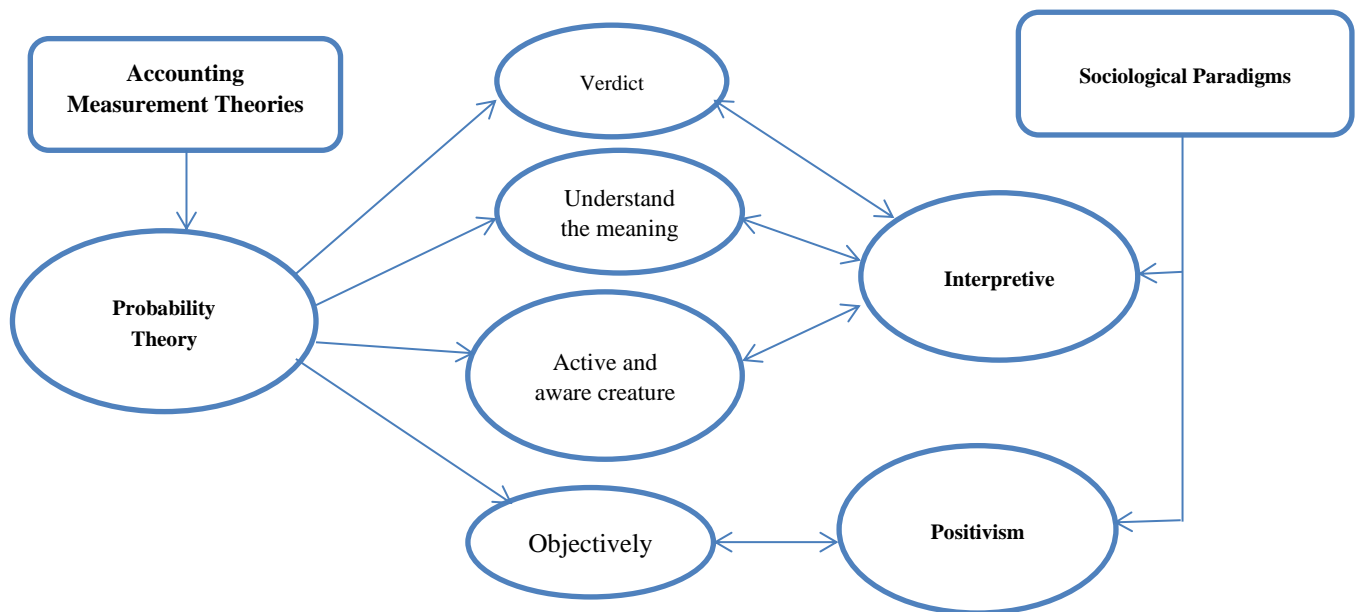 Accounting
Measurement Theories
Verdict
Sociological Paradigms
Understand
the meaning
Probability
Theory
Interpretive
Active and
aware creature
Objectively
Positivism